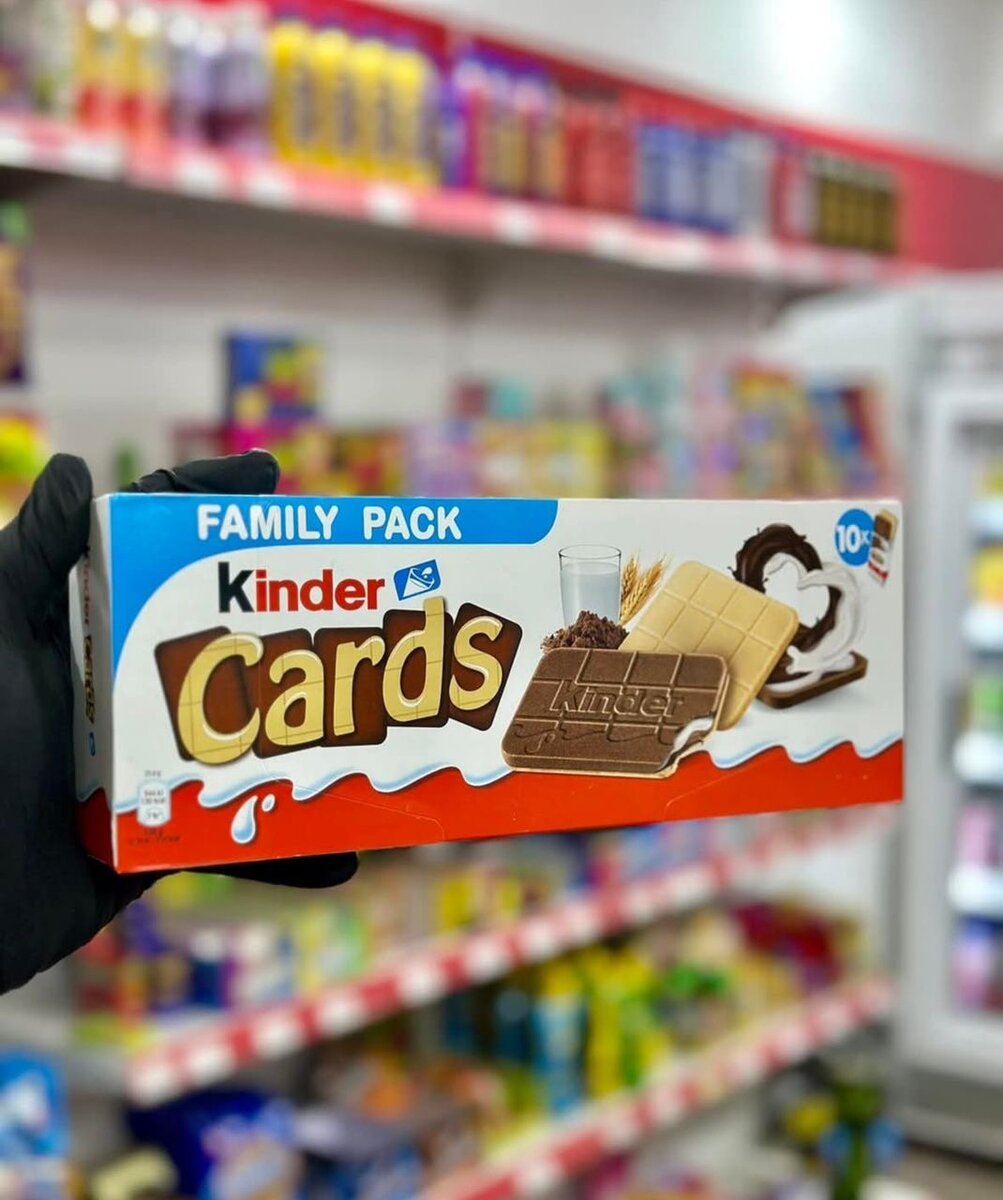 FAMILY PACK
10x
Kinder
Cards
Kinder